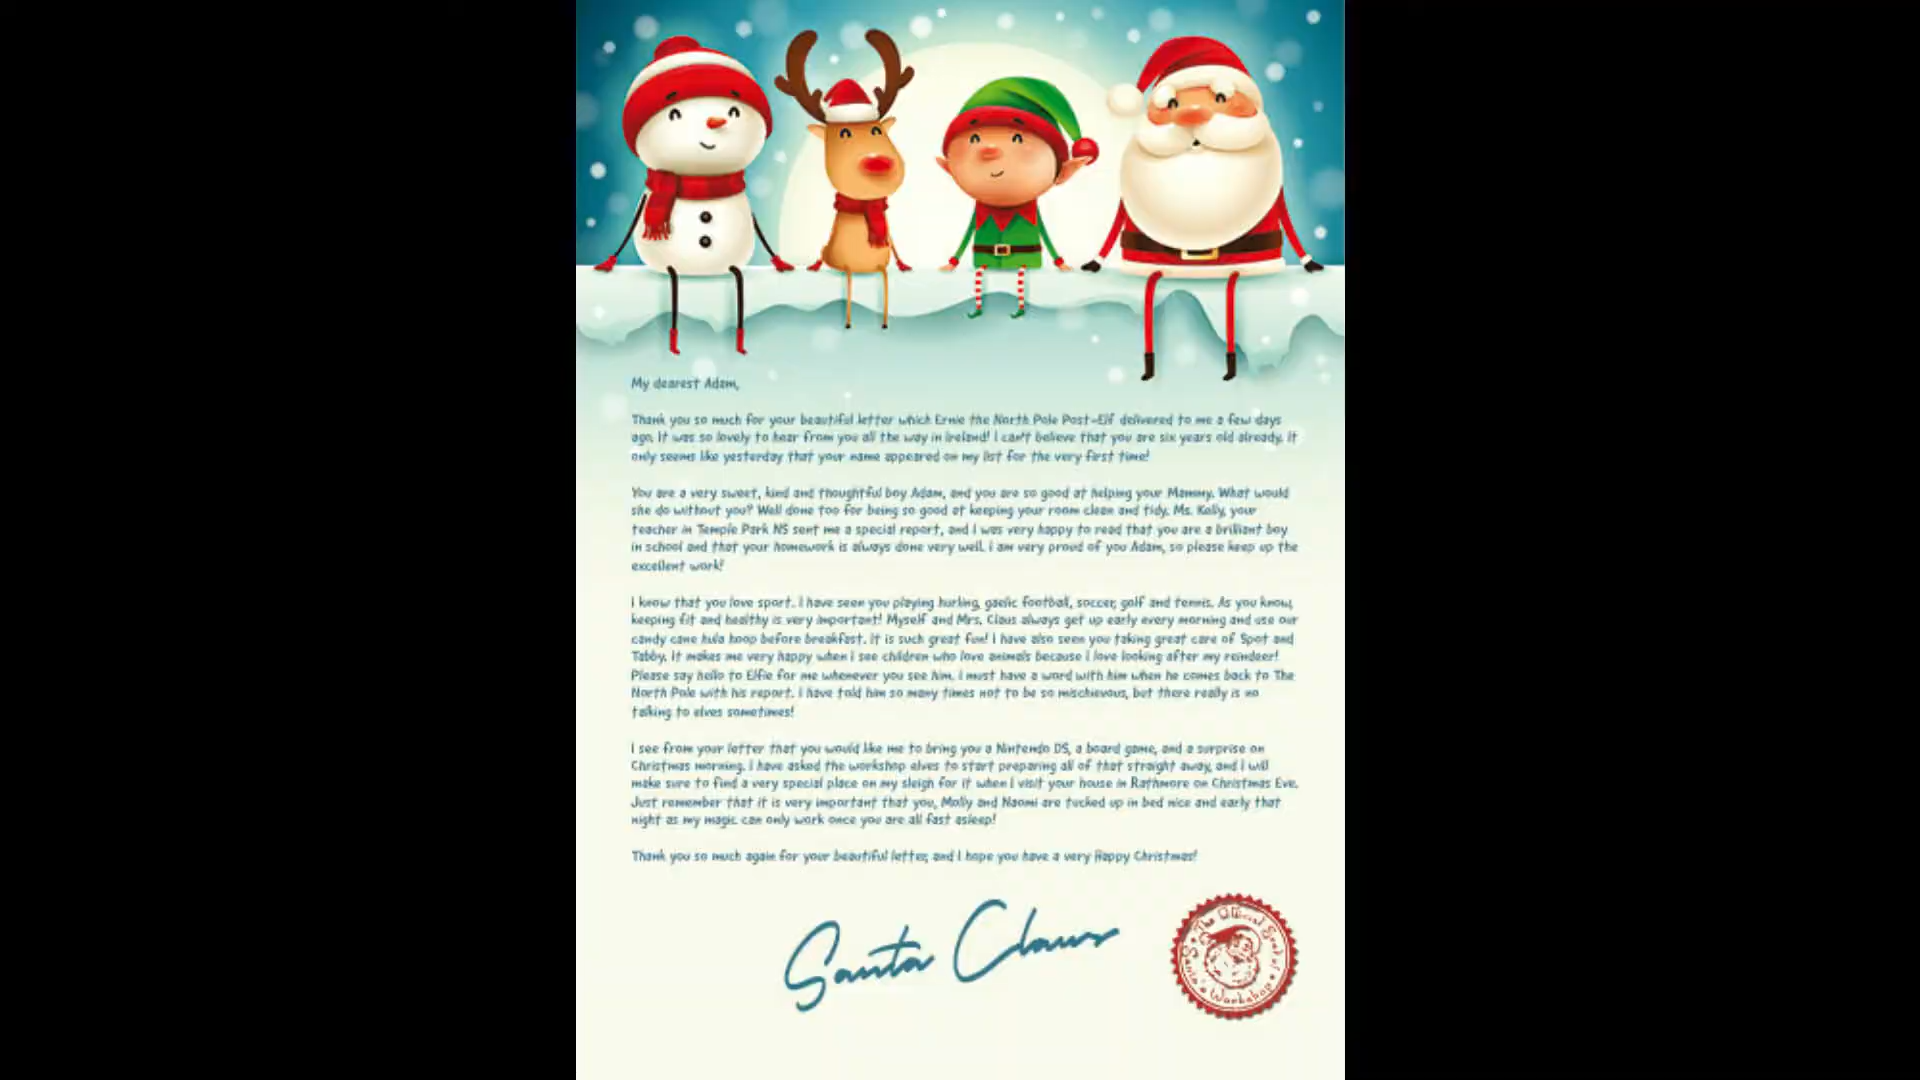 My dearest Adam,
Thank you so much for your beautiful letter which Ernie the North Pole Post-Elf delivered to me a few days
ago. It was so lovely to hear from you all the way in Ireland! I can't believe that you are six years old already. It
only seems like yesterday that your name appeared on my list for the very first time!
You are a very sweet, kind and thoughtful boy Adam, and you are so good at helping your Mammy. What would
she do without you? Well done too for being so good at keeping your room clean and tidy. Ms. Kelly, your
teacher in Temple Park NS sent me a special report, and I was very happy to read that you are a brilliant boy
in school and that your homework is always done very well. I am very proud of you Adam, so please keep up the
excellent work!
I know that you love sport. I have seen you playing hurling, gaelic football, soccer, golf and tennis. As you know,
keeping fit and healthy is very important! Myself and Mrs. Claus always get up early every morning and use our
candy cane hula hoop before breakfast. It is such great fun! I have also seen you taking great care of Spot and
Tabby. It makes me very happy when I see children who love animals because I love looking after my reindeer!
Please say hello to Elfie for me whenever you see him. I must have a word with him when he comes back to The
North Pole with his report. I have told him so many times not to be so mischievous, but there really is no
talking to elves sometimes!
I see from your letter that you would like me to bring you a Nintendo DS, a board game, and a surprise on
Christmas morning. I have asked the workshop elves to start preparing all of that straight away, and I will
make sure to find a very special place on my sleigh for it when I visit your house in Rathmore on Christmas Eve.
Just remember that it is very important that you, Molly and Naomi are tucked up in bed nice and early that
night as my magic can only work once you are all fast asleep!
Thank you so much again for your beautiful letter, and I hope you have a very Happy Christmas!
Santa Claus
The Official Seal of
Santa's Workshop